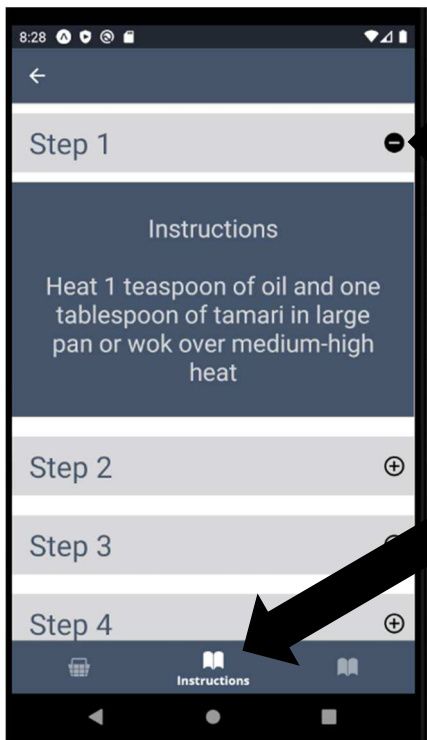 8:28
Step 1
Instructions
Heat 1 teaspoon of oil and one
tablespoon of tamari in large
pan or wok over medium-high
heat
Step 2
Step 3
Step 4
Instructions